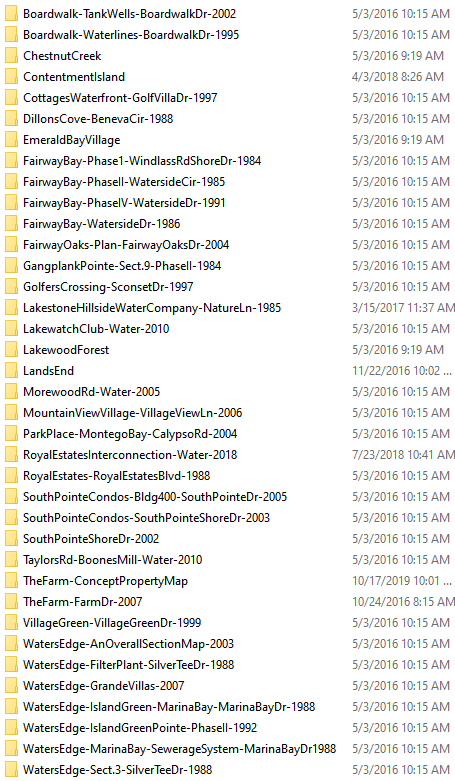 Boardwalk-TankWells-BoardwalkDr-2002 5/3/2016 10:15 AM
Boardwalk-Waterlines-BoardwalkDr-1995 5/3/2016 10:15 AM
ChestnutCreek 5/3/2016 9:19 AM
ContentmentIsland 4/3/2018 8:26 AM
CottagesWaterfront-GolfVillaDr-1997 5/3/2016 10:15 AM
DillonsCove-BenevaCir-1988 5/3/2016 10:15 AM
EmeraldBayVillage 5/3/2016 9:19 AM
FairwayBay-Phase1-WindlassRdShoreDr-1984 5/3/2016 10:15 AM
FairwayBay-PhaseII-WatersideCir-1985 5/3/2016 10:15 AM
FairwayBay-PhaseIV-WatersideDr-1991 5/3/2016 10:15 AM
FairwayBay-WatersideDr-1986 5/3/2016 10:15 AM
FairwayOaks-Plan-FairwayOaksDr-2004 5/3/2016 10:15 AM
GangplankPointe-Sect.9-PhaseII-1984 5/3/2016 10:15 AM
GolfersCrossing-SconsetDr-1997 5/3/2016 10:15 AM
LakestoneHillsideWaterCompany-NatureLn-1985 3/15/2017 11:37 AM
LakewatchClub-Water-2010 5/3/2016 10:15 AM
LakewoodForest 5/3/2016 9:19 AM
LandsEnd 11/22/2016 10:02 ...
MorewoodRd-Water-2005 5/3/2016 10:15 AM
MountainViewVillage-VillageViewLn-2006 5/3/2016 10:15 AM
ParkPlace-MontegoBay-CalypsoRd-2004 5/3/2016 10:15 AM
RoyalEstatesInterconnection-Water-2018 7/23/2018 10:41 AM
RoyalEstates-RoyalEstatesBlvd-1988 5/3/2016 10:15 AM
SouthPointeCondos-Bldg400-SouthPointeDr-2005 5/3/2016 10:15 AM
SouthPointeCondos-SouthPointeShoreDr-2003 5/3/2016 10:15 AM
SouthPointeShoreDr-2002 5/3/2016 10:15 AM
TaylorsRd-BoonesMill-Water-2010 5/3/2016 10:15 AM
TheFarm-ConceptPropertyMap 10/17/2019 10:01 ...
TheFarm-FarmDr-2007 10/24/2016 8:15 AM
VillageGreen-VillageGreenDr-1999 5/3/2016 10:15 AM
WatersEdge-AnOverallSectionMap-2003 5/3/2016 10:15 AM
WatersEdge-FilterPlant-SilverTeeDr-1988 5/3/2016 10:15 AM
WatersEdge-GrandeVillas-2007 5/3/2016 10:15 AM
WatersEdge-IslandGreen-MarinaBay-MarinaBayDr-1988 5/3/2016 10:15 AM
WatersEdge-IslandGreenPointe-PhaseII-1992 5/3/2016 10:15 AM
WatersEdge-MarinaBay-SewerageSystem-MarinaBayDr1988 5/3/2016 10:15 AM
WatersEdge-Sect.3-SilverTeeDr-1988 5/3/2016 10:15 AM